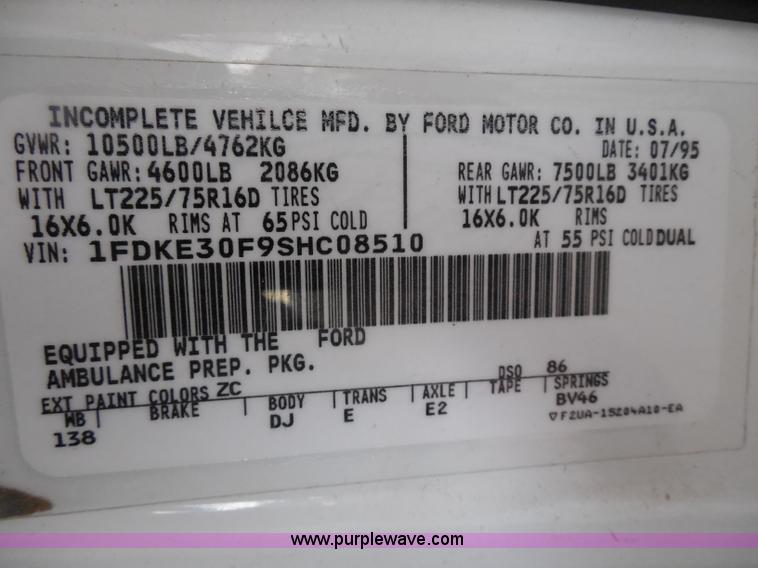 INCOMPLETE VEHILCE MFD. BY FORD MOTOR CO. IN U.S.A.
GVWR: 10500LB/4762KG
DATE: 07/95
FRONT GAWR: 4600LB 2086KG
REAR GAWR: 7500LB 3401KG
WITH LT225/75R16D TIRES
WITH LT225/75R16D TIRES
16X6.0K RIMS AT 65 PSI COLD
16X6.0K RIMS
AT 55 PSI COLD DUAL
VIN: 1FDKE30F9SHC08510
EQUIPPED WITH THE FORD
AMBULANCE PREP. PKG.
EXT PAINT COLORS ZC
DSO 86
WB BRAKE BODY TRANS AXLE TAPE SPRINGS
138 DJ E E2 BV46
▽F2UA-15204A10-EA
www.purplewave.com